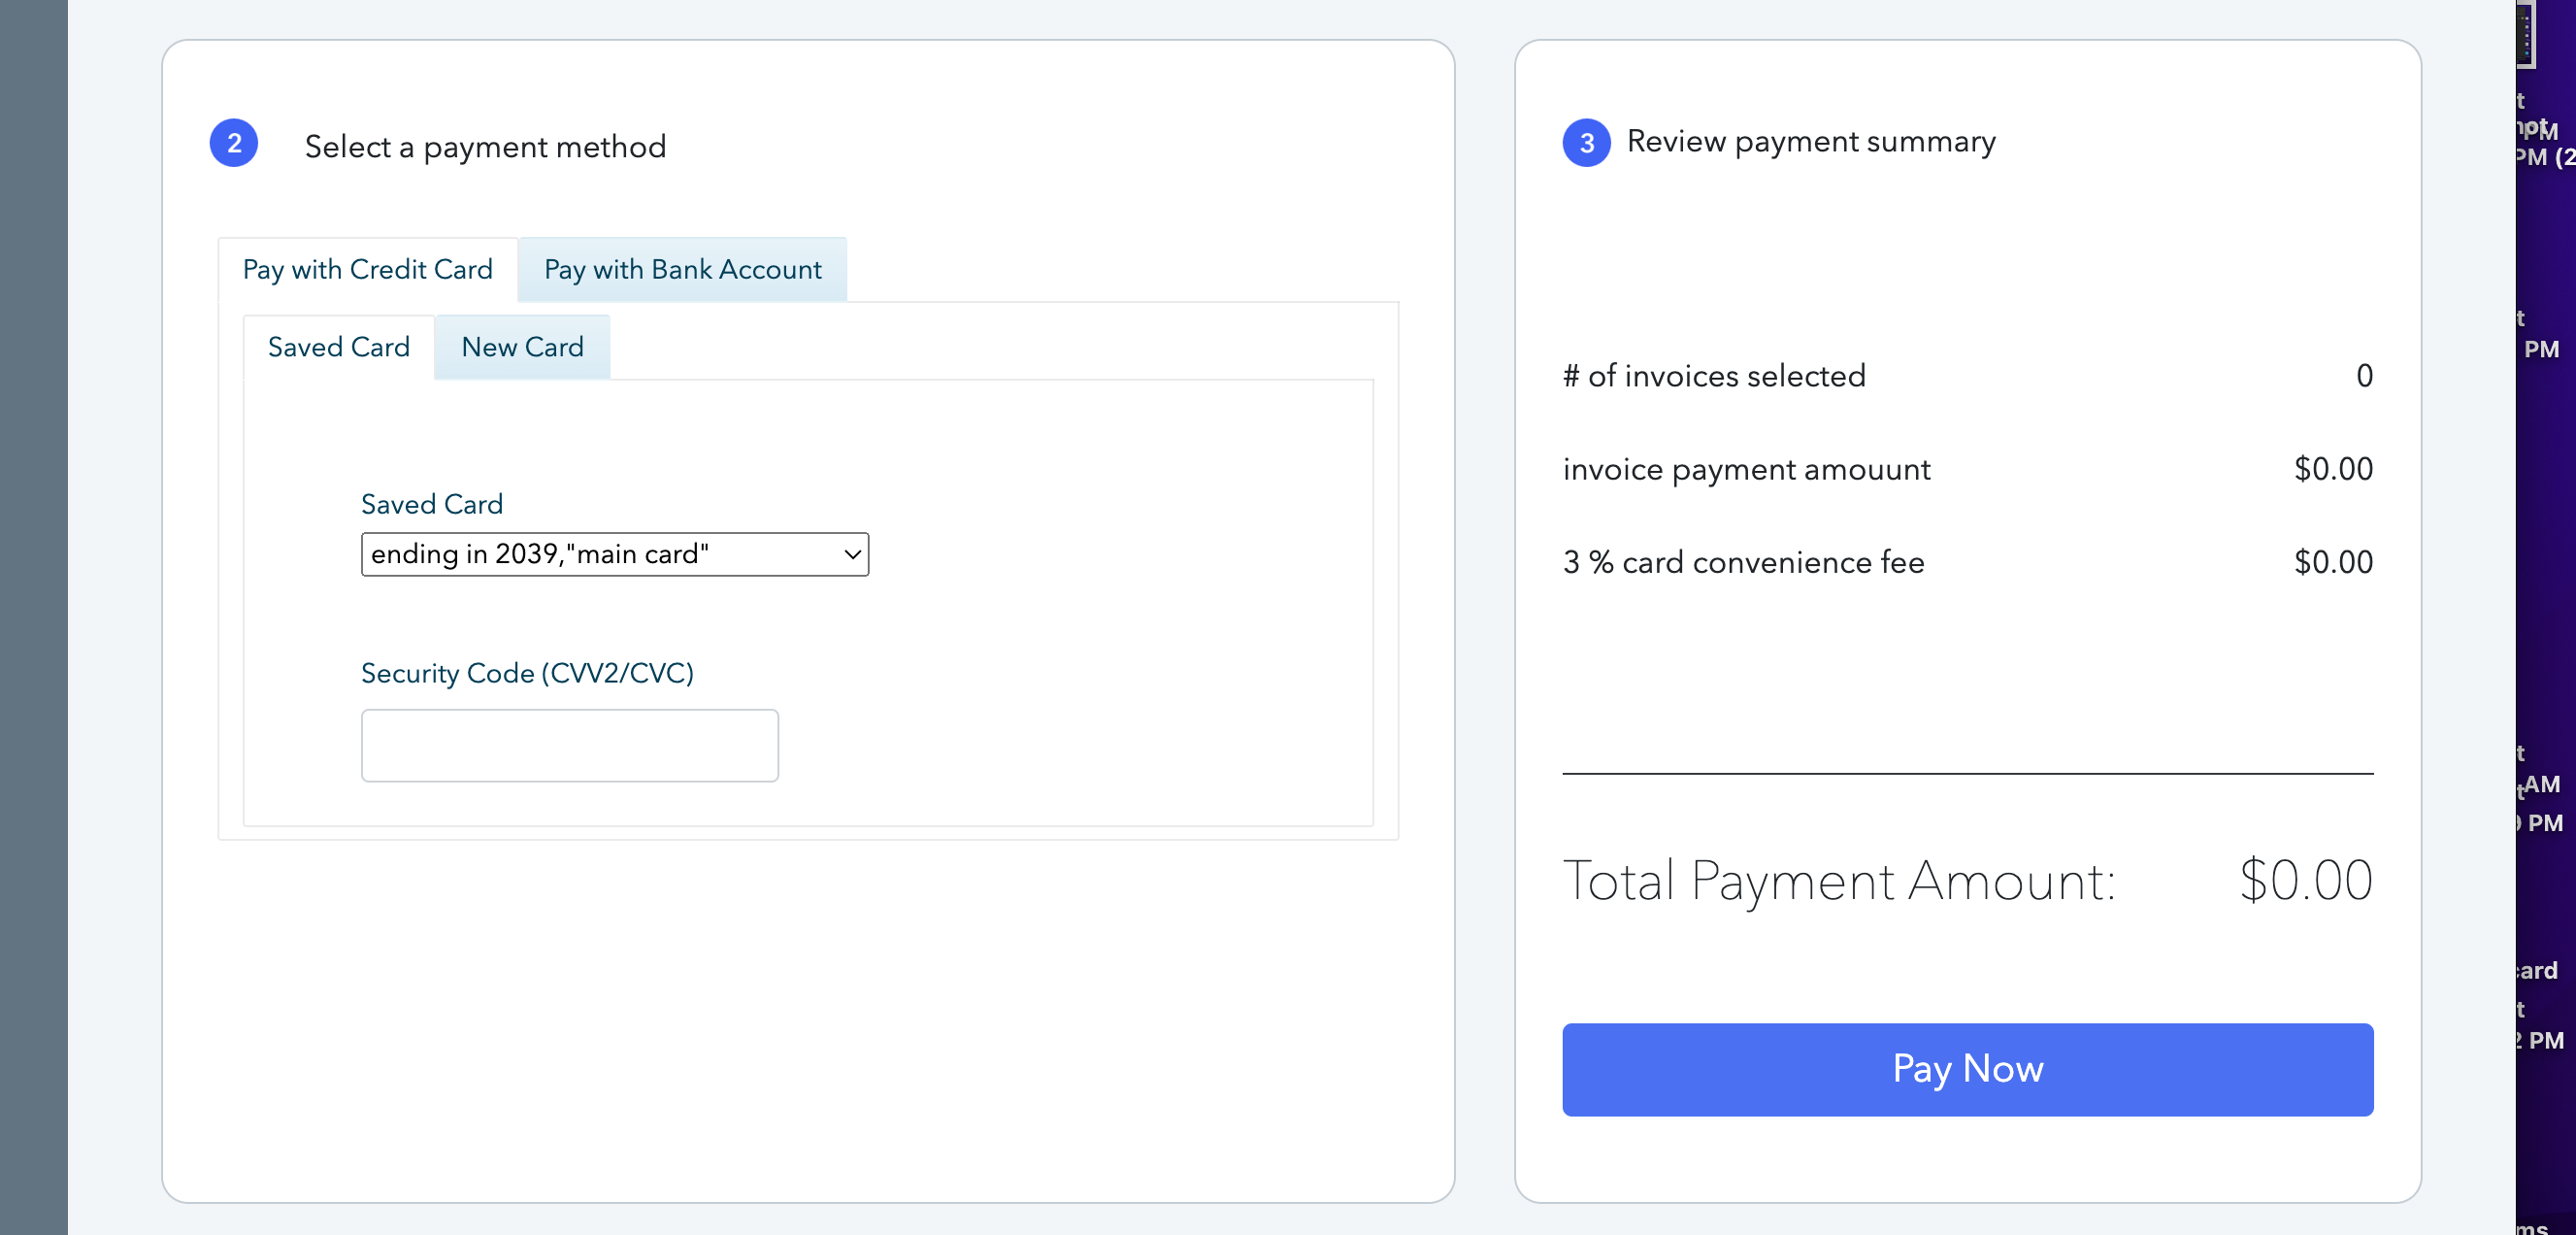 2
Select a payment method
Pay with Credit Card
Pay with Bank Account
Saved Card
New Card
Saved Card
ending in 2039,"main card"
Security Code (CVV2/CVC)
3
Review payment summary
# of invoices selected
0
invoice payment amouunt
$0.00
3 % card convenience fee
$0.00
Total Payment Amount:
$0.00
Pay Now
PM
PM (2
PM
AM
PM
PM